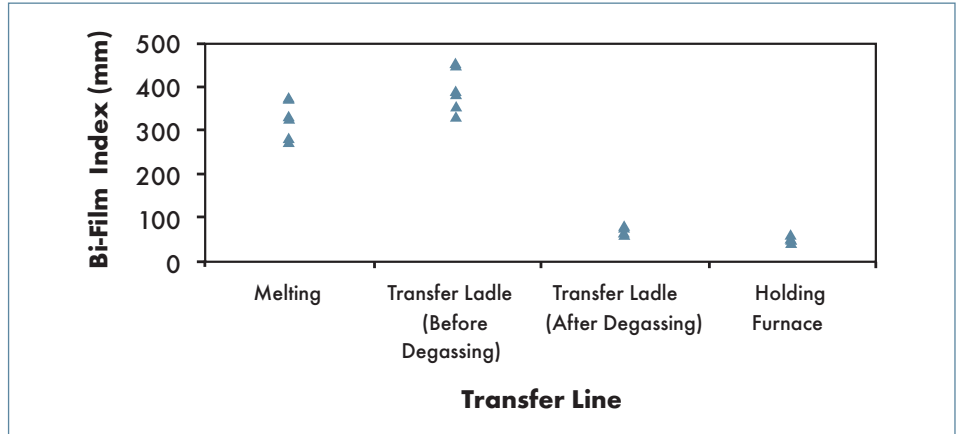 Bi-Film Index (mm)
500
400
300
200
100
0
Melting
Transfer Ladle
(Before
Degassing)
Transfer Ladle
(After Degassing)
Holding
Furnace
Transfer Line